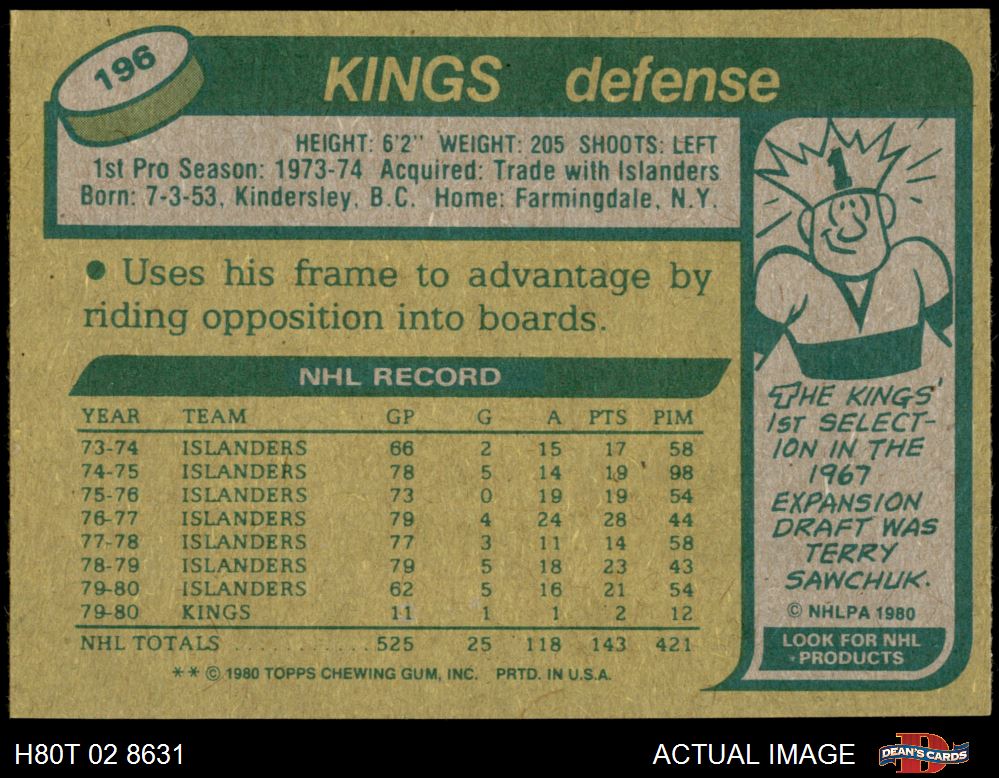 196
KINGS defense
HEIGHT: 6'2" WEIGHT: 205 SHOOTS: LEFT
1st Pro Season: 1973-74 Acquired: Trade with Islanders
Born: 7-3-53, Kindersley, B.C. Home: Farmingdale, N.Y.
• Uses his frame to advantage by
riding opposition into boards.
NHL RECORD
YEAR TEAM GP G A PTS PIM
73-74 ISLANDERS 66 2 15 17 58
74-75 ISLANDERS 78 5 14 19 98
75-76 ISLANDERS 73 0 19 19 54
76-77 ISLANDERS 79 4 24 28 44
77-78 ISLANDERS 77 3 11 14 58
78-79 ISLANDERS 79 5 18 23 43
79-80 ISLANDERS 62 5 16 21 54
79-80 KINGS 11 1 1 2 12
NHL TOTALS . . . . . . . . . . . 525 25 118 143 421
** © 1980 TOPPS CHEWING GUM, INC. PRTD. IN U.S.A.
1
THE KINGS'
1ST SELECT-
ION IN THE
1967
EXPANSION
DRAFT WAS
TERRY
SAWCHUK.
© NHLPA 1980
LOOK FOR NHL
PRODUCTS
H80T 02 8631
ACTUAL IMAGE
D
DEAN'S CARDS